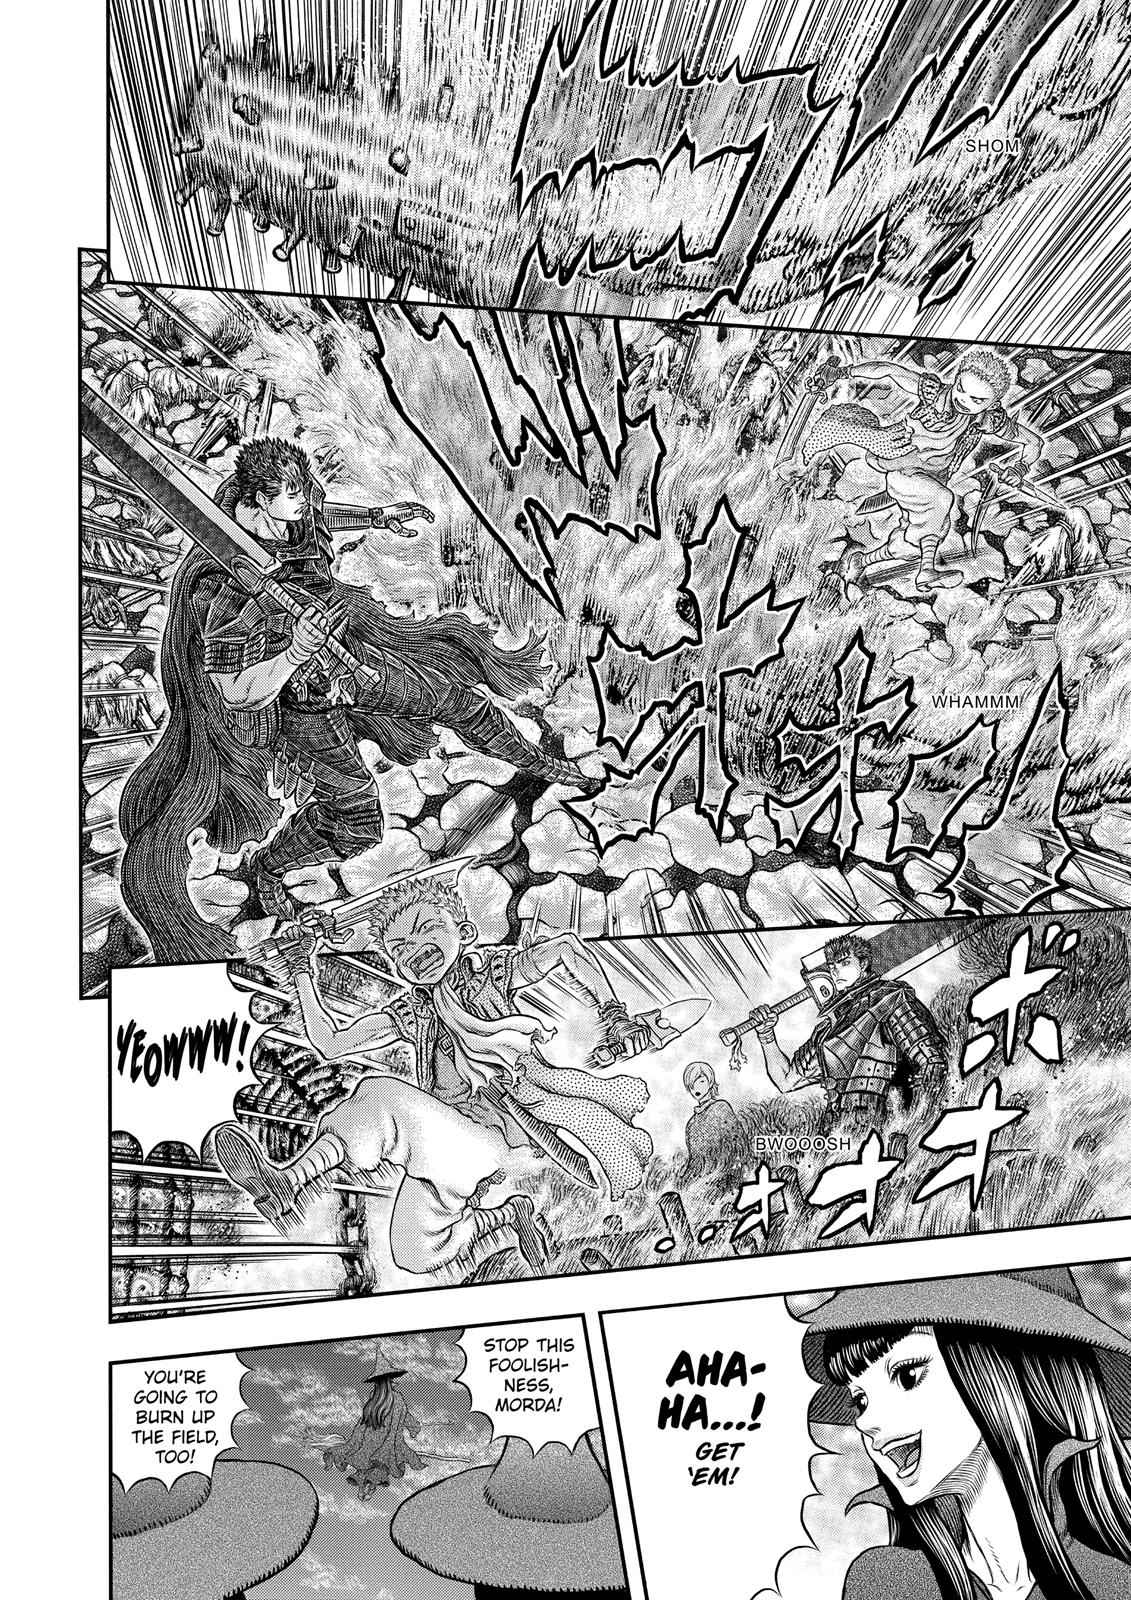 SHOM
WHAMMM
YEOWWW!
BWOOOSH
ボ
オ
オ
オ
AHA-
HA...!
GET
'EM!
STOP THIS
FOOLISH-
NESS,
MORDA!
YOU'RE
GOING TO
BURN UP
THE FIELD,
TOO!